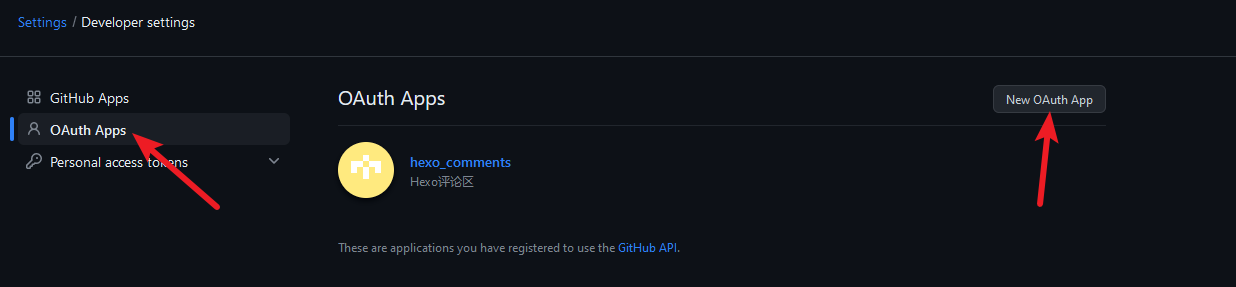 Settings / Developer settings
GitHub Apps
OAuth Apps
Personal access tokens
OAuth Apps
New OAuth App
hexo_comments
Hexo评论区
These are applications you have registered to use the GitHub API.